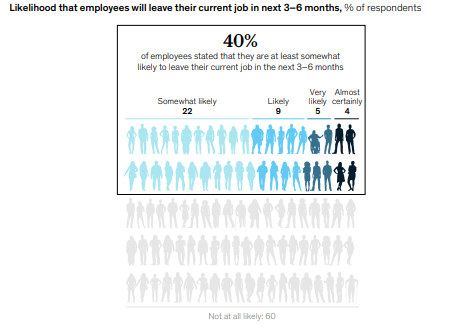 Likelihood that employees will leave their current job in next 3–6 months, % of respondents
40%
of employees stated that they are at least somewhat
likely to leave their current job in the next 3–6 months
Somewhat likely
22
Likely
9
Very
likely
5
Almost
certainly
4
Not at all likely: 60